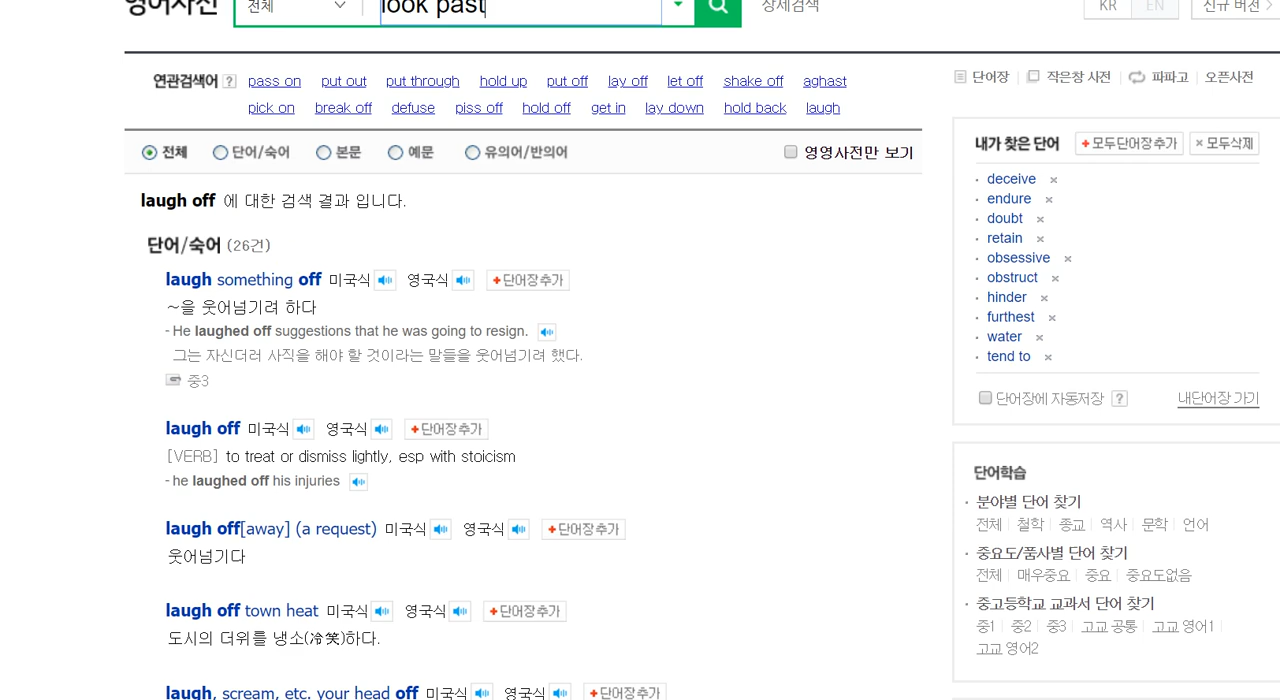 영어사전 전체 look past 상세검색 KR EN 신규 버전
연관검색어 ? pass on put out put through hold up put off lay off let off shake off aghast
pick on break off defuse piss off hold off get in lay down hold back laugh
단어장 작은창 사전 파파고 오픈사전
전체 단어/숙어 본문 예문 유의어/반의어 영영사전만 보기
laugh off 에 대한 검색 결과 입니다.
단어/숙어 (26건)
laugh something off 미국식 영국식 +단어장추가
~을 웃어넘기려 하다
- He laughed off suggestions that he was going to resign.
그는 자신더러 사직을 해야 할 것이라는 말들을 웃어넘기려 했다.
중3
laugh off 미국식 영국식 +단어장추가
[VERB] to treat or dismiss lightly, esp with stoicism
- he laughed off his injuries
laugh off[away] (a request) 미국식 영국식 +단어장추가
웃어넘기다
laugh off town heat 미국식 영국식 +단어장추가
도시의 더위를 냉소(冷笑)하다.
laugh, scream, etc. your head off 미국식 영국식 +단어장추가
내가 찾은 단어 +모두단어장추가 ×모두삭제
· deceive ×
· endure ×
· doubt ×
· retain ×
· obsessive ×
· obstruct ×
· hinder ×
· furthest ×
· water ×
· tend to ×
단어장에 자동저장 ? 내단어장 가기
단어학습
· 분야별 단어 찾기
전체 철학 종교 역사 문학 언어
· 중요도/품사별 단어 찾기
전체 매우중요 중요 중요도없음
· 중고등학교 교과서 단어 찾기
중1 중2 중3 고교 공통 고교 영어1
고교 영어2